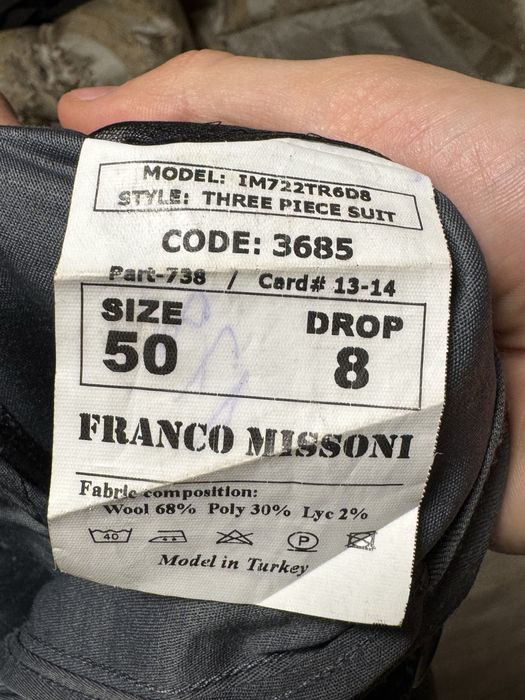 MODEL: IM722TR6D8
STYLE: THREE PIECE SUIT
CODE: 3685
Part-738 / Card# 13-14
SIZE DROP
50 8
FRANCO MISSONI
Fabric composition:
Wool 68% Poly 30% Lyc 2%
40 P
Model in Turkey